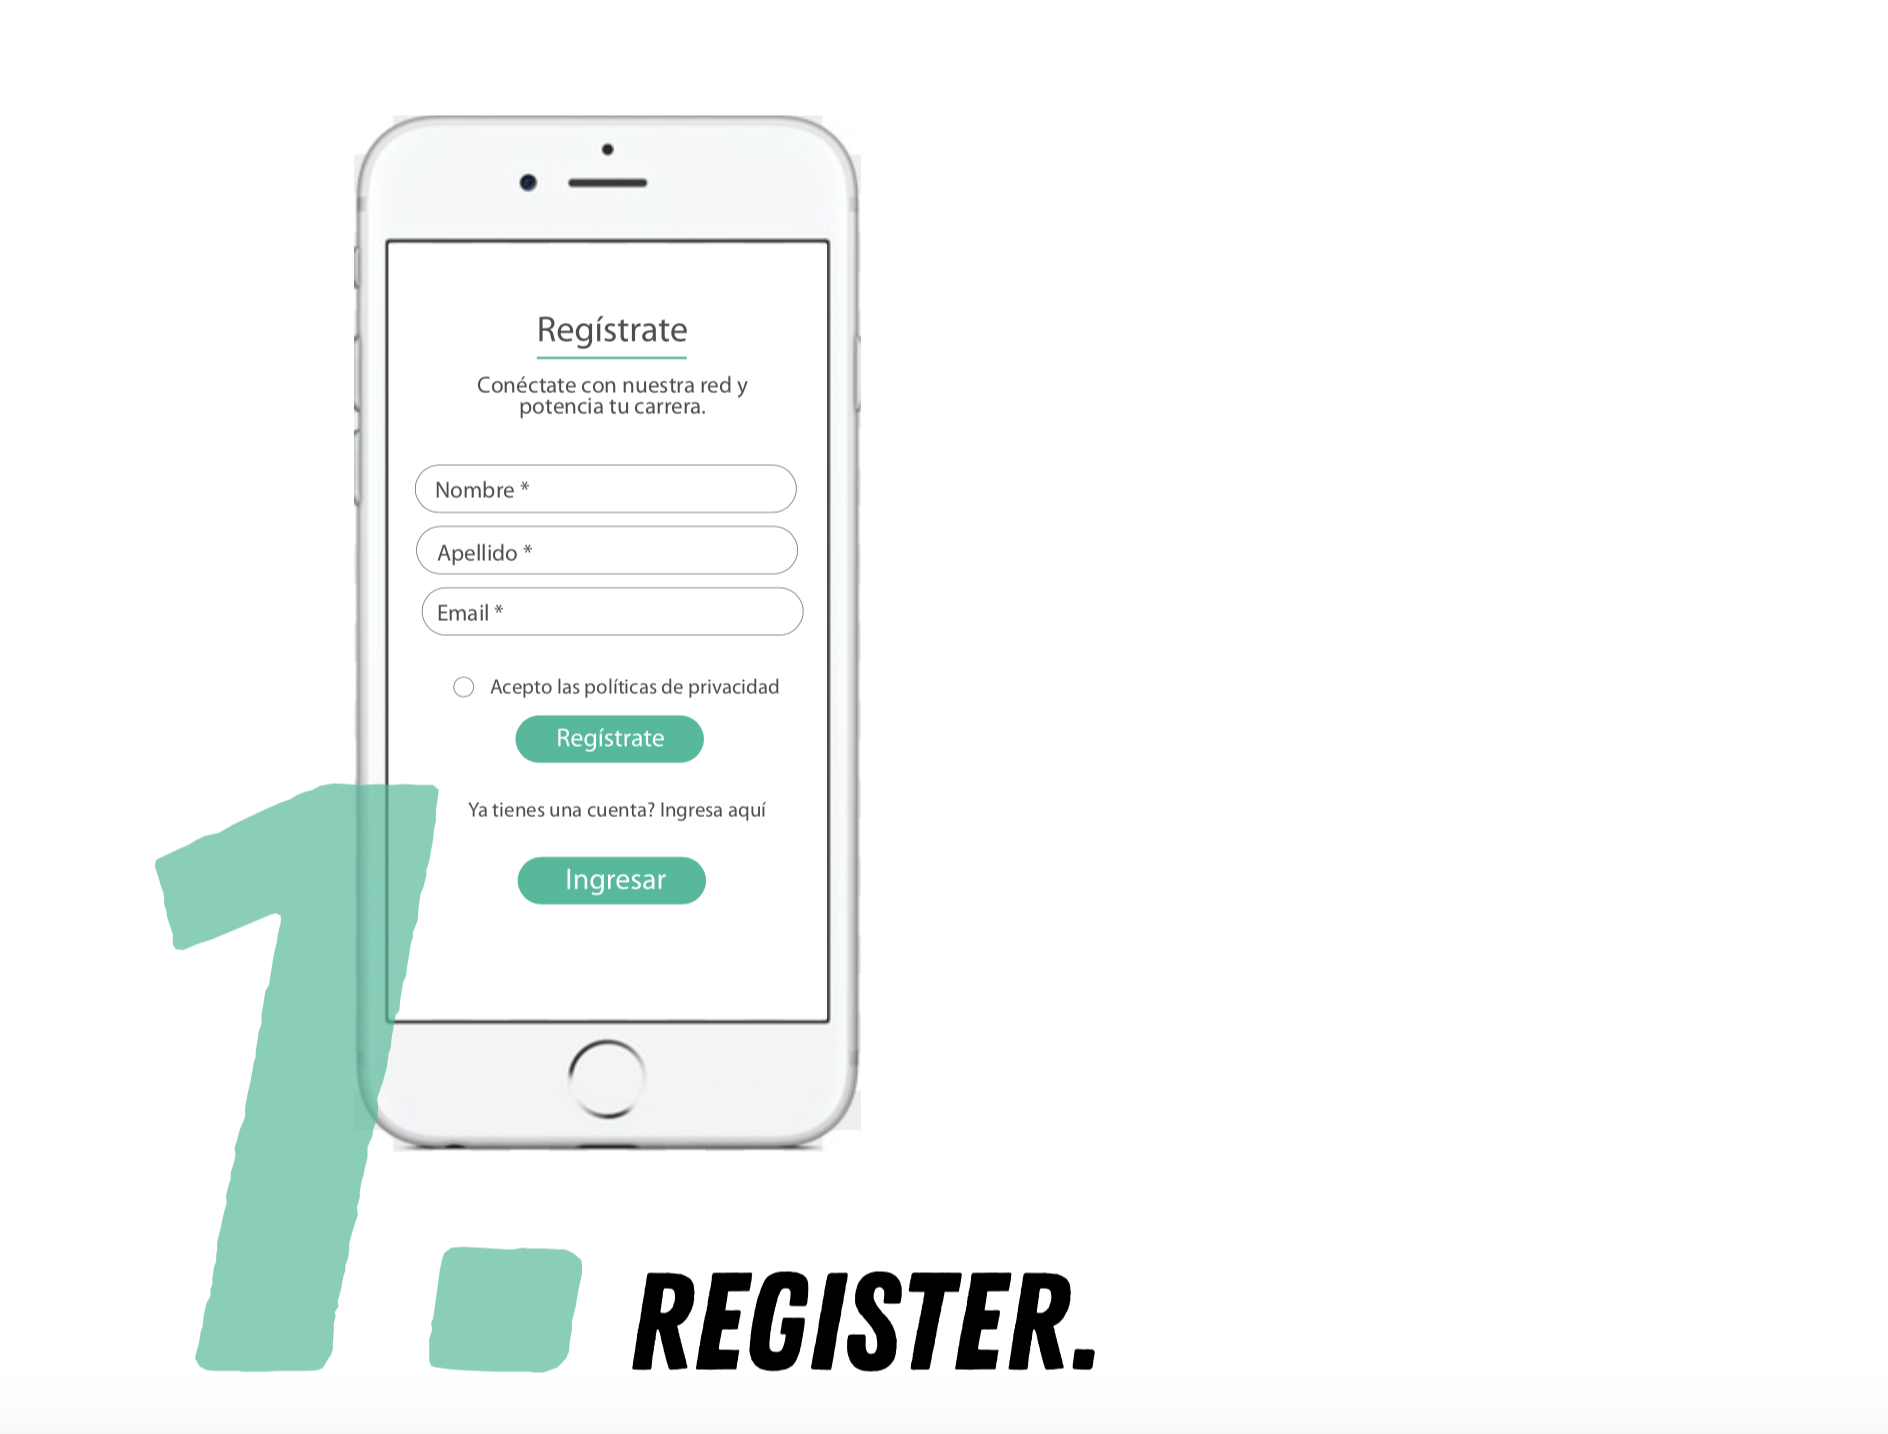 Regístrate
Conéctate con nuestra red y
potencia tu carrera.
Nombre *
Apellido *
Email *
Acepto las políticas de privacidad
Regístrate
Ya tienes una cuenta? Ingresa aquí
Ingresar
1.
REGISTER.